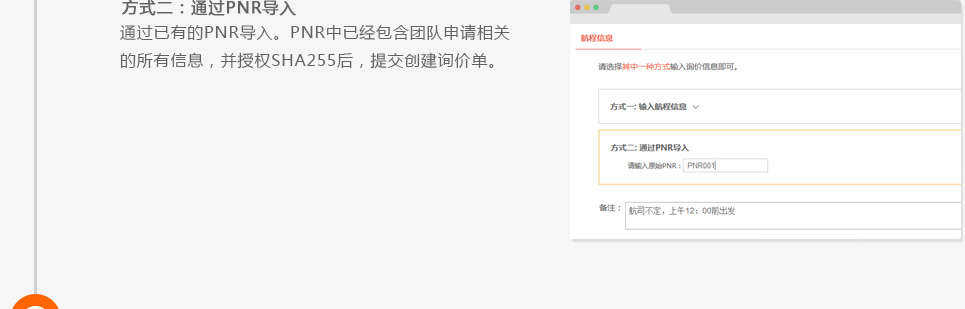 方式二：通过PNR导入
通过已有的PNR导入。PNR中已经包含团队申请相关
的所有信息，并授权SHA255后，提交创建询价单。
航程信息
请选择其中一种方式输入询价信息即可。
方式一: 输入航程信息
方式二: 通过PNR导入
请输入原始PNR：PNR001
备注：航司不定，上午12：00前出发